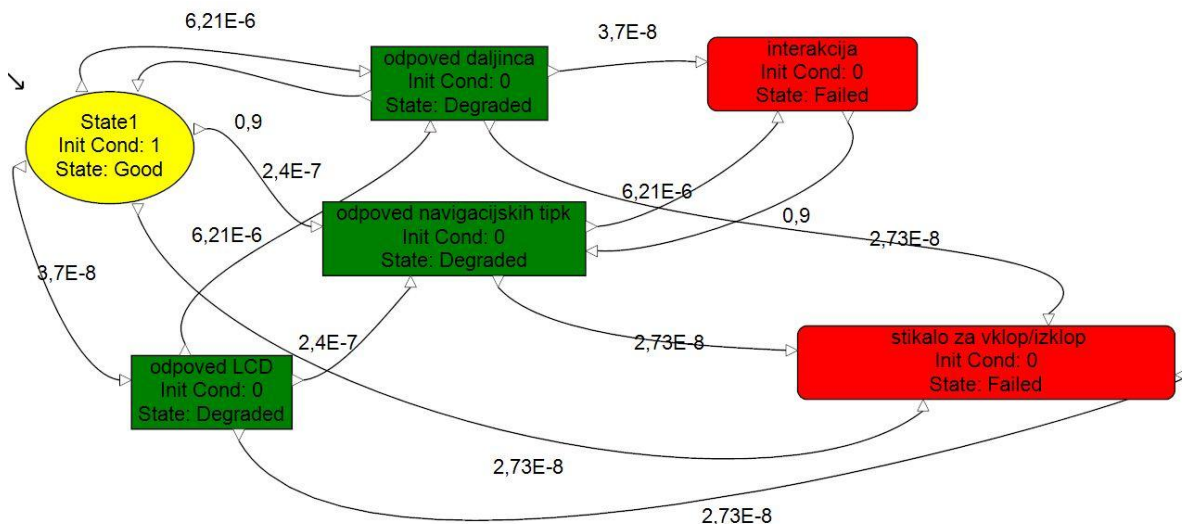 6,21E-6
3,7E-8
odpoved daljinca
Init Cond: 0
State: Degraded
interakcija
Init Cond: 0
State: Failed
State1
Init Cond: 1
State: Good
0,9
2,4E-7
6,21E-6
0,9
odpoved navigacijskih tipk
Init Cond: 0
State: Degraded
6,21E-6
2,73E-8
3,7E-8
2,4E-7
2,73E-8
stikalo za vklop/izklop
Init Cond: 0
State: Failed
odpoved LCD
Init Cond: 0
State: Degraded
2,73E-8
2,73E-8